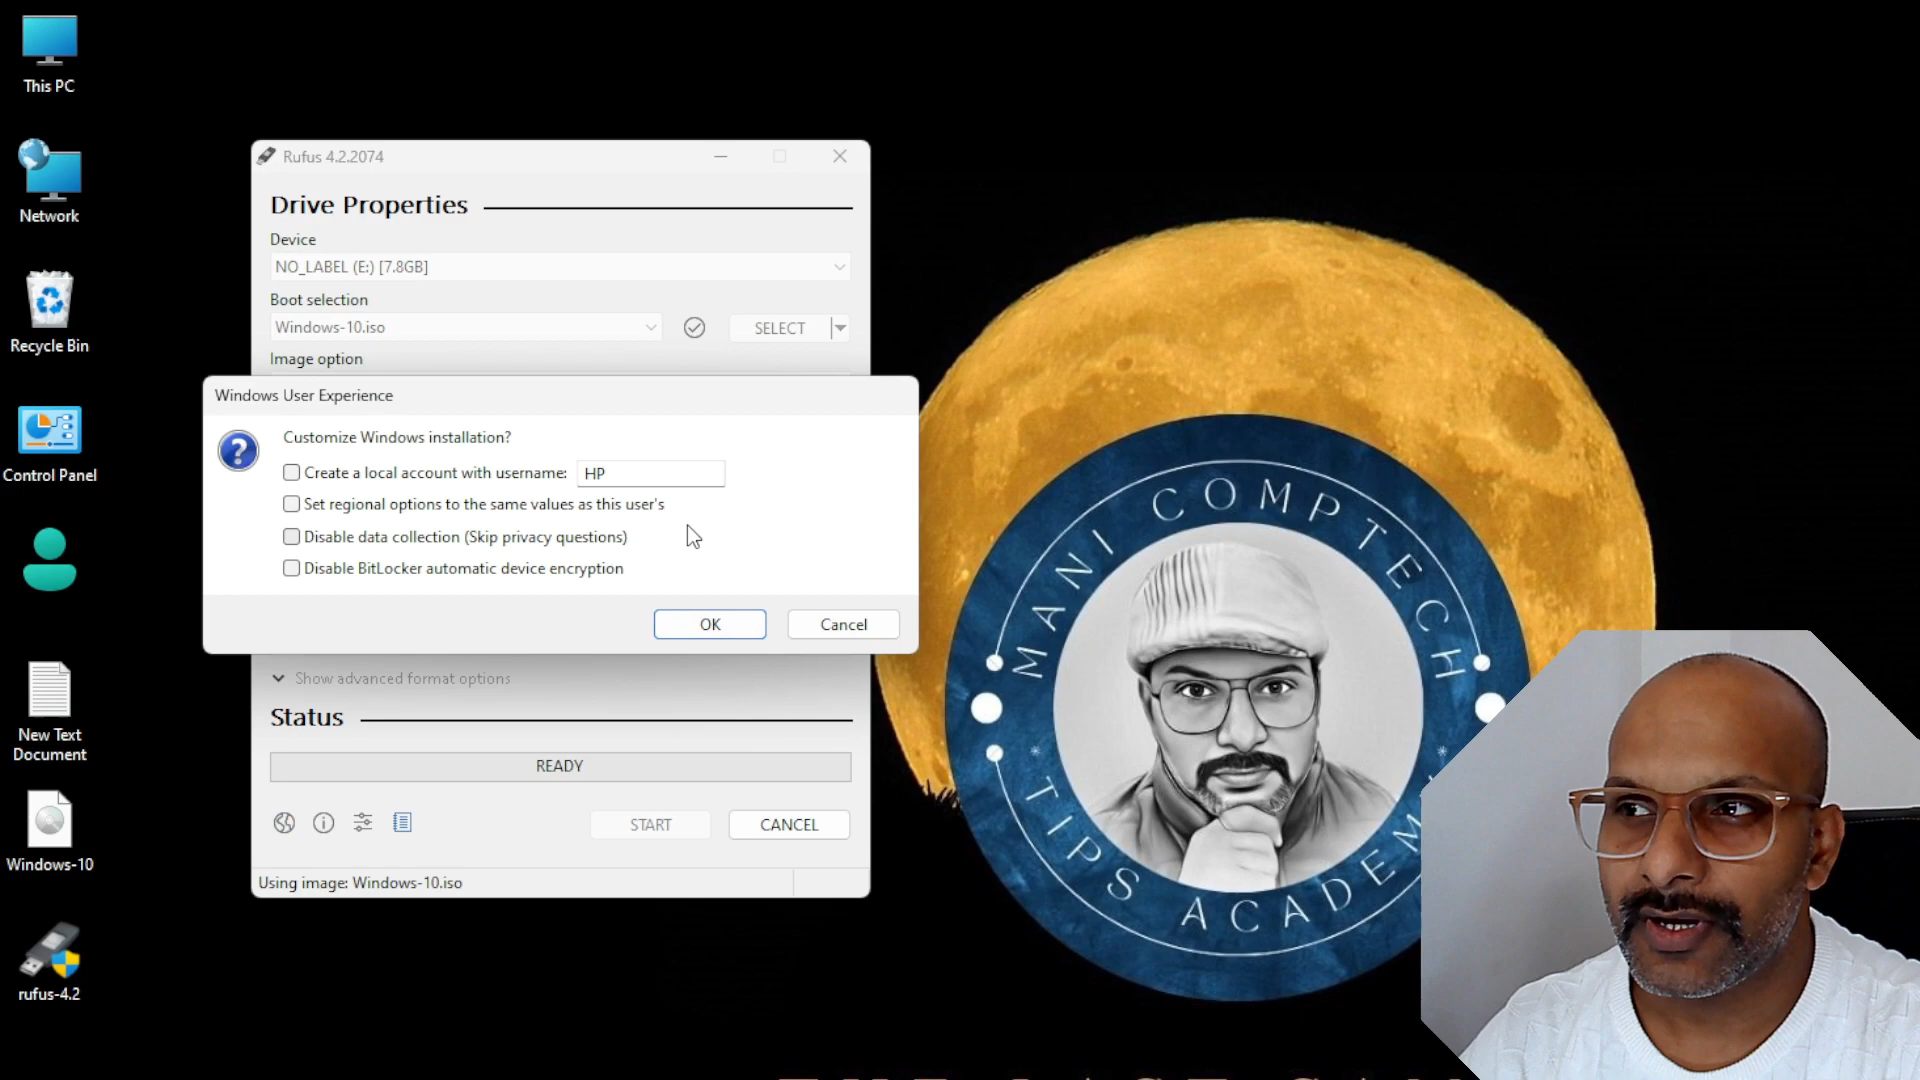 This PC
Network
Recycle Bin
Control Panel
New Text
Document
Windows-10
rufus-4.2
Rufus 4.2.2074
Drive Properties
Device
NO_LABEL (E:) [7.8GB]
Boot selection
Windows-10.iso
SELECT
Image option
Windows User Experience
Customize Windows installation?
Create a local account with username: HP
Set regional options to the same values as this user's
Disable data collection (Skip privacy questions)
Disable BitLocker automatic device encryption
OK
Cancel
Show advanced format options
Status
READY
START
CANCEL
Using image: Windows-10.iso
MANI COMPTECH
TIPS ACADEM